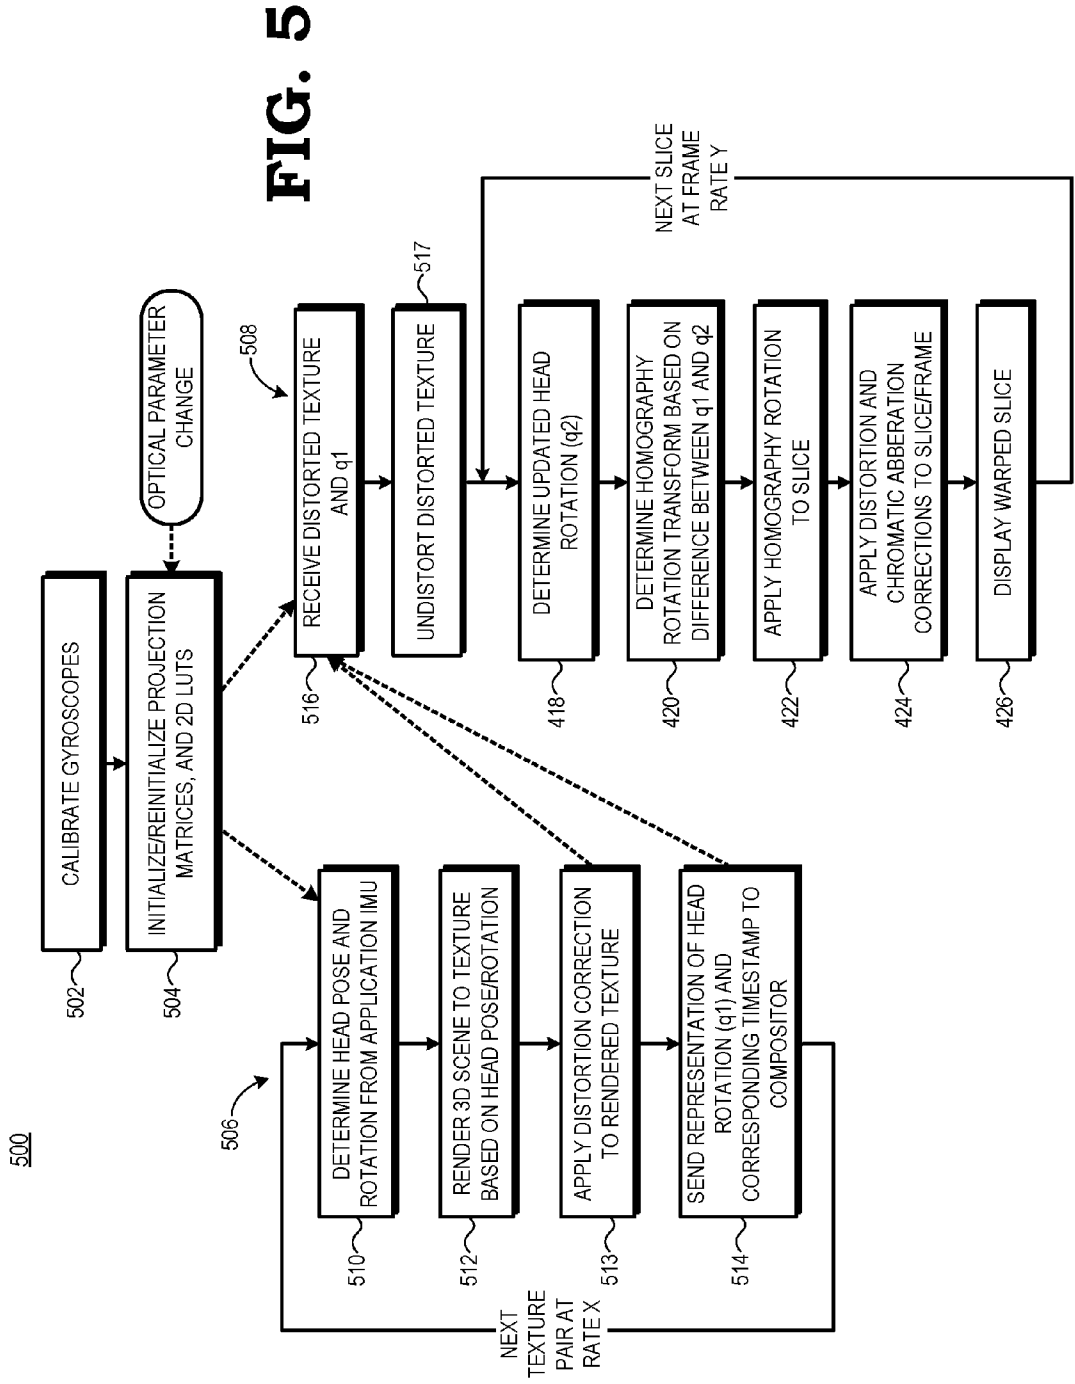 500
CALIBRATE GYROSCOPES
502
INITIALIZE/REINITIALIZE PROJECTION
MATRICES, AND 2D LUTS
504
OPTICAL PARAMETER
CHANGE
506
DETERMINE HEAD POSE AND
ROTATION FROM APPLICATION IMU
510
RENDER 3D SCENE TO TEXTURE
BASED ON HEAD POSE/ROTATION
512
APPLY DISTORTION CORRECTION
TO RENDERED TEXTURE
513
SEND REPRESENTATION OF HEAD
ROTATION (q1) AND
CORRESPONDING TIMESTAMP TO
COMPOSITOR
514
NEXT
TEXTURE
PAIR AT
RATE X
508
RECEIVE DISTORTED TEXTURE
AND q1
516
UNDISTORT DISTORTED TEXTURE
517
DETERMINE UPDATED HEAD
ROTATION (q2)
418
DETERMINE HOMOGRAPHY
ROTATION TRANSFORM BASED ON
DIFFERENCE BETWEEN q1 AND q2
420
APPLY HOMOGRAPHY ROTATION
TO SLICE
422
APPLY DISTORTION AND
CHROMATIC ABBERATION
CORRECTIONS TO SLICE/FRAME
424
DISPLAY WARPED SLICE
426
NEXT SLICE
AT FRAME
RATE Y
FIG. 5